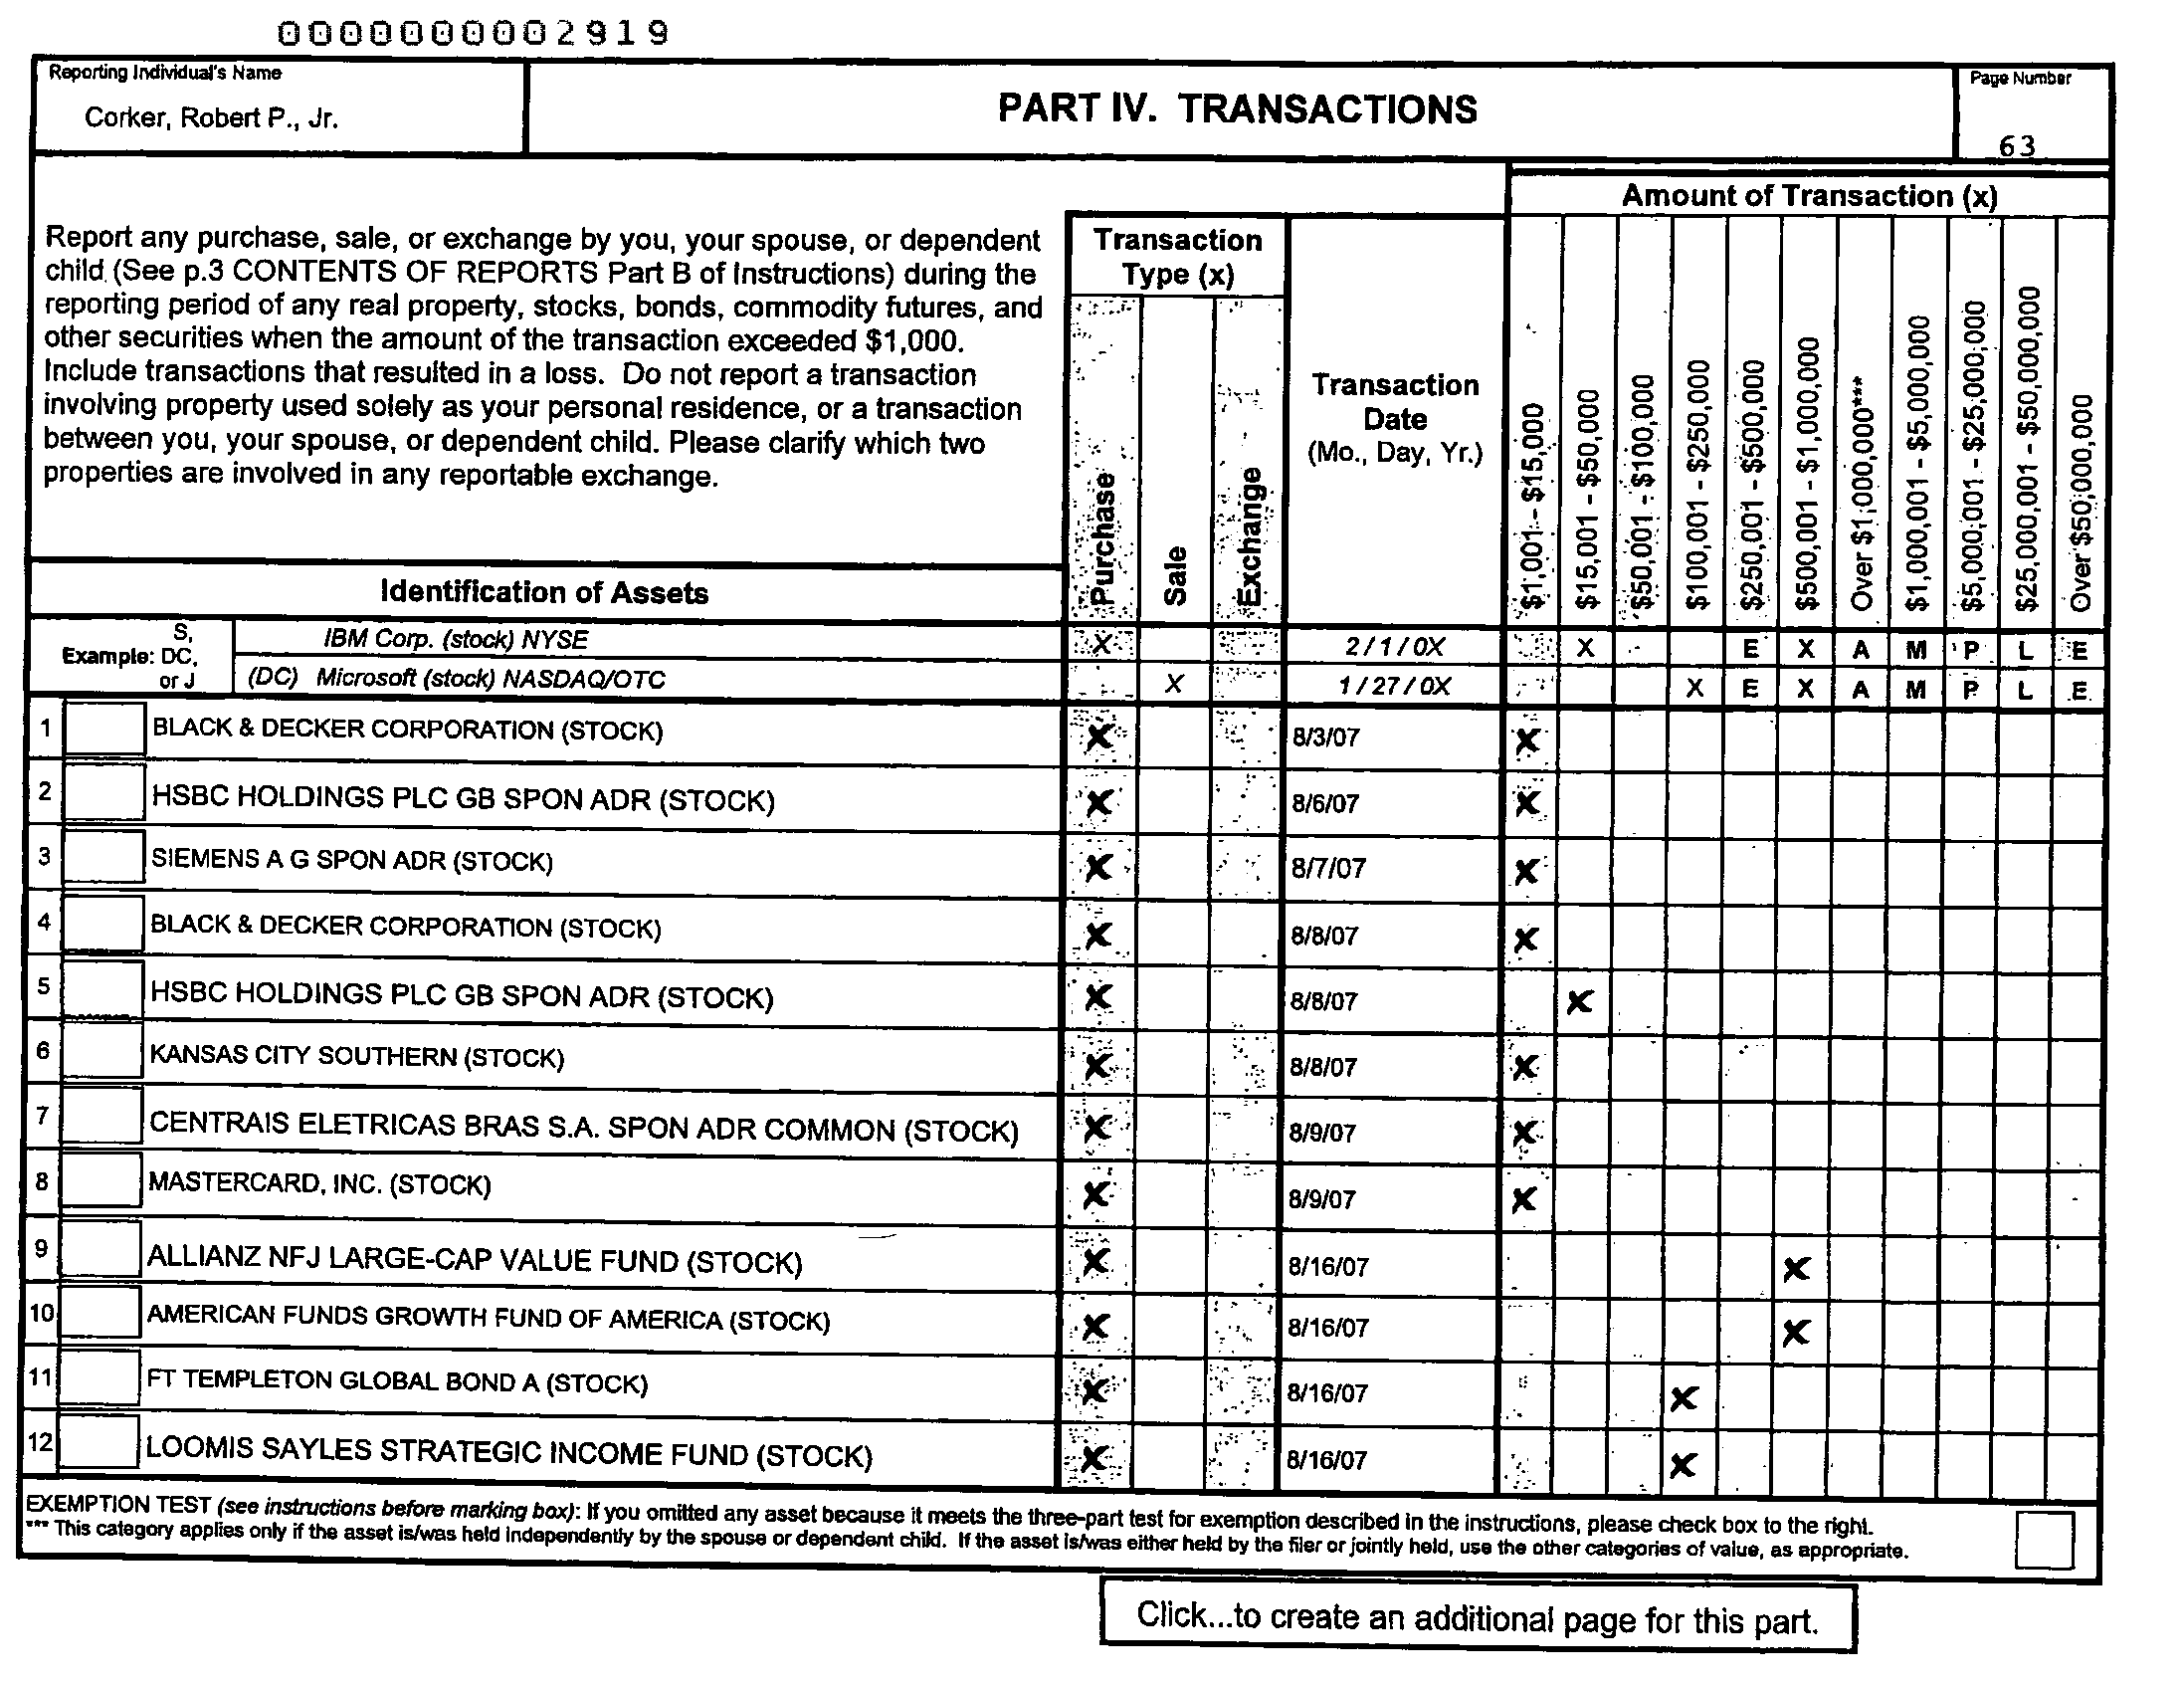 0000000002919
Reporting Individual's Name
Corker, Robert P., Jr.
PART IV. TRANSACTIONS
Page Number
63
Report any purchase, sale, or exchange by you, your spouse, or dependent
child (See p.3 CONTENTS OF REPORTS Part B of Instructions) during the
reporting period of any real property, stocks, bonds, commodity futures, and
other securities when the amount of the transaction exceeded $1,000.
Include transactions that resulted in a loss. Do not report a transaction
involving property used solely as your personal residence, or a transaction
between you, your spouse, or dependent child. Please clarify which two
properties are involved in any reportable exchange.
Transaction
Type (x)
Purchase
Sale
Exchange
Transaction
Date
(Mo., Day, Yr.)
Amount of Transaction (x)
$1,001 - $15,000
$15,001 - $50,000
$50,001 - $100,000
$100,001 - $250,000
$250,001 - $500,000
$500,001 - $1,000,000
Over $1,000,000***
$1,000,001 - $5,000,000
$5,000,001 - $25,000,000
$25,000,001 - $50,000,000
Over $50,000,000
Identification of Assets
Example: S, DC, or J
IBM Corp. (stock) NYSE X 2/1/0X X E X A M P L E
(DC) Microsoft (stock) NASDAQ/OTC X 1/27/0X X E X A M P L E
1 BLACK & DECKER CORPORATION (STOCK) X 8/3/07 X
2 HSBC HOLDINGS PLC GB SPON ADR (STOCK) X 8/6/07 X
3 SIEMENS A G SPON ADR (STOCK) X 8/7/07 X
4 BLACK & DECKER CORPORATION (STOCK) X 8/8/07 X
5 HSBC HOLDINGS PLC GB SPON ADR (STOCK) X 8/8/07 X
6 KANSAS CITY SOUTHERN (STOCK) X 8/8/07 X
7 CENTRAIS ELETRICAS BRAS S.A. SPON ADR COMMON (STOCK) X 8/9/07 X
8 MASTERCARD, INC. (STOCK) X 8/9/07 X
9 ALLIANZ NFJ LARGE-CAP VALUE FUND (STOCK) X 8/16/07 X
10 AMERICAN FUNDS GROWTH FUND OF AMERICA (STOCK) X 8/16/07 X
11 FT TEMPLETON GLOBAL BOND A (STOCK) X 8/16/07 X
12 LOOMIS SAYLES STRATEGIC INCOME FUND (STOCK) X 8/16/07 X
EXEMPTION TEST (see instructions before marking box): If you omitted any asset because it meets the three-part test for exemption described in the instructions, please check box to the right.
*** This category applies only if the asset is/was held independently by the spouse or dependent child. If the asset is/was either held by the filer or jointly held, use the other categories of value, as appropriate.
Click...to create an additional page for this part.